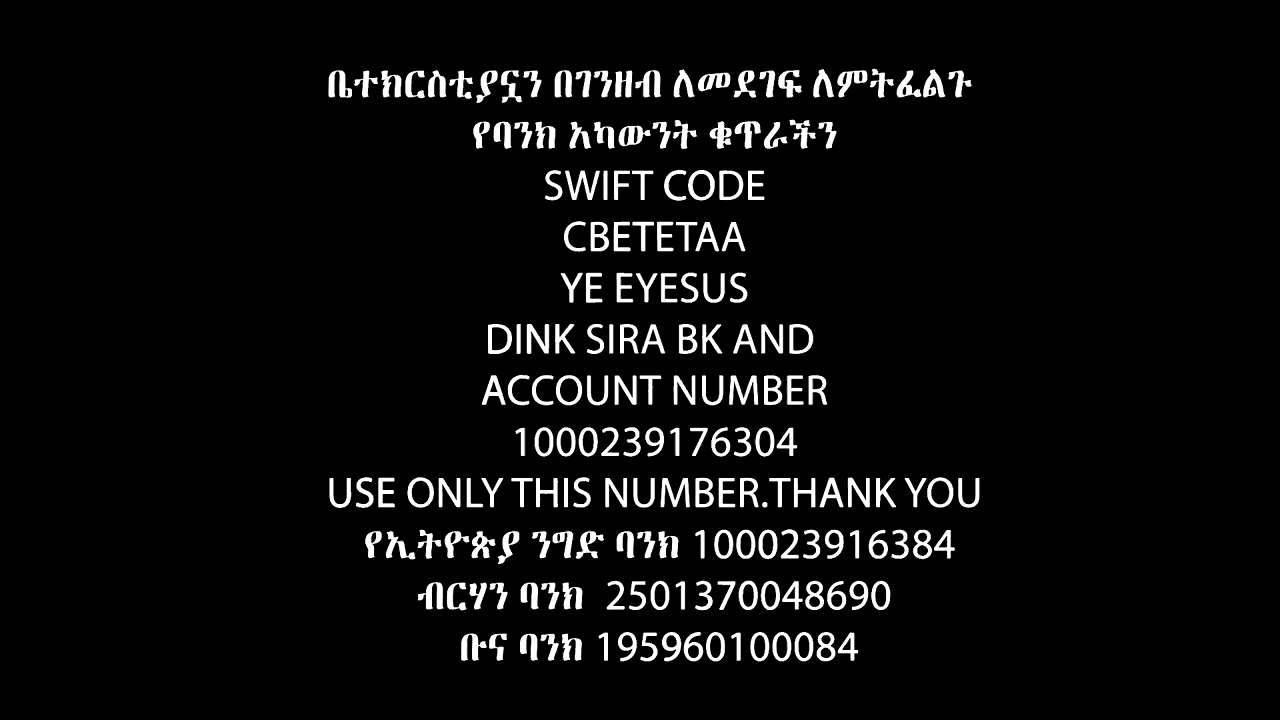 ቤተክርስቲያኗን በገንዘብ ለመደገፍ ለምትፈልጉ
የባንክ አካውንት ቁጥራችን
SWIFT CODE
CBETETAA
YE EYESUS
DINK SIRA BK AND
ACCOUNT NUMBER
1000239176304
USE ONLY THIS NUMBER.THANK YOU
የኢትዮጵያ ንግድ ባንክ 100023916384
ብርሃን ባንክ 2501370048690
ቡና ባንክ 195960100084